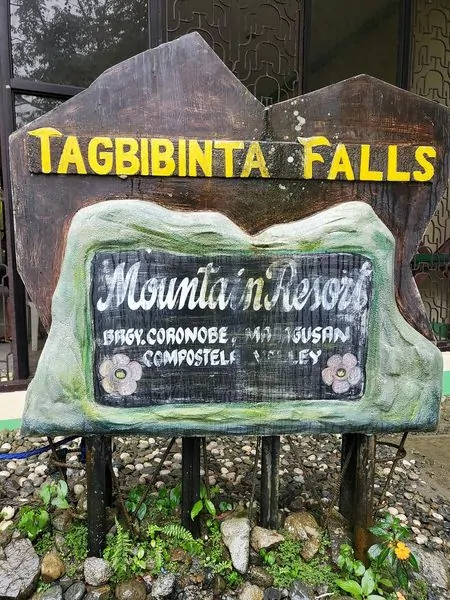 TAGBIBINTA FALLS
Mountain Resort
BRGY. CORONOBE, MARAGUSAN
COMPOSTELA VALLEY